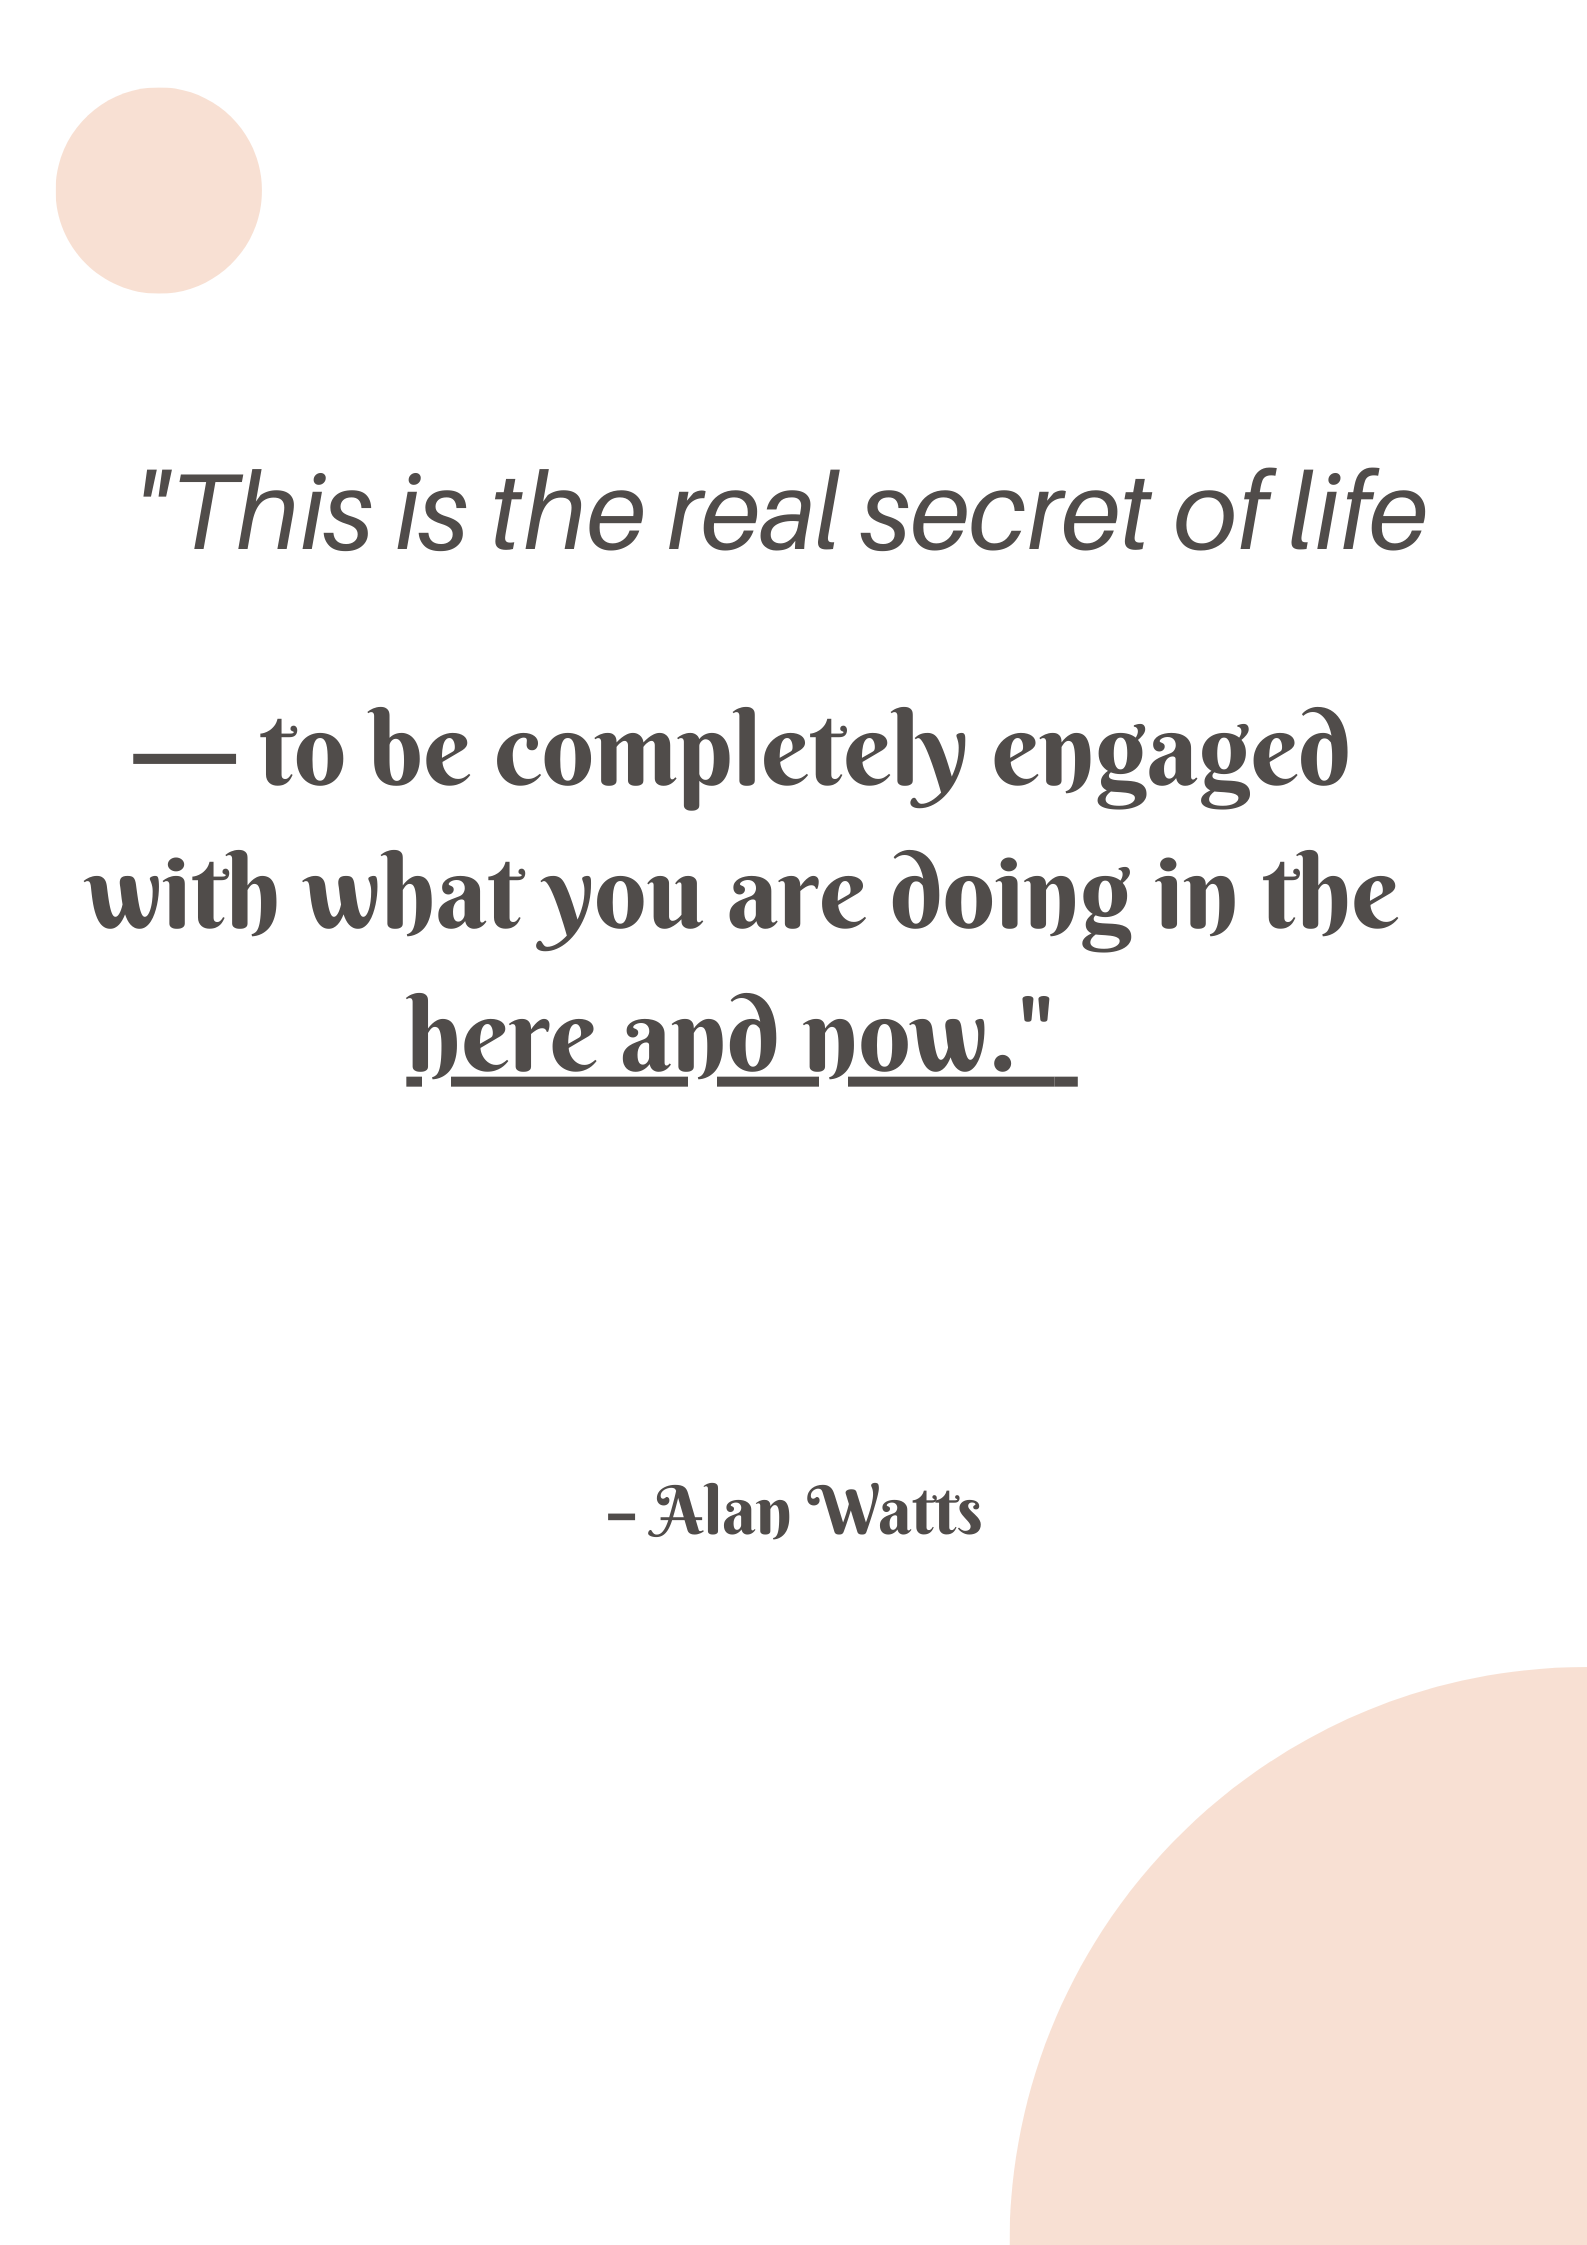 "This is the real secret of life
— to be completely engaged
with what you are doing in the
here and now."
– Alan Watts